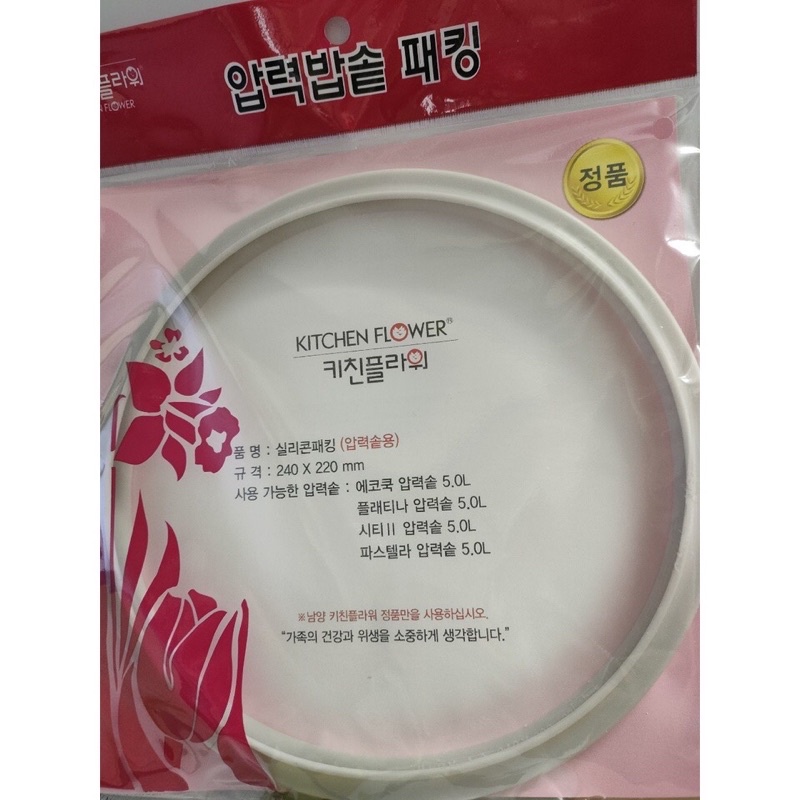 압력밥솥 패킹
플라워®
N FLOWER
정품
KITCHEN FLOWER®
키친플라워
품 명 : 실리콘패킹 (압력솥용)
규 격 : 240 X 220 mm
사용 가능한 압력솥 : 에코쿡 압력솥 5.0L
플래티나 압력솥 5.0L
시티II 압력솥 5.0L
파스텔라 압력솥 5.0L
※남양 키친플라워 정품만을 사용하십시오.
"가족의 건강과 위생을 소중하게 생각합니다."